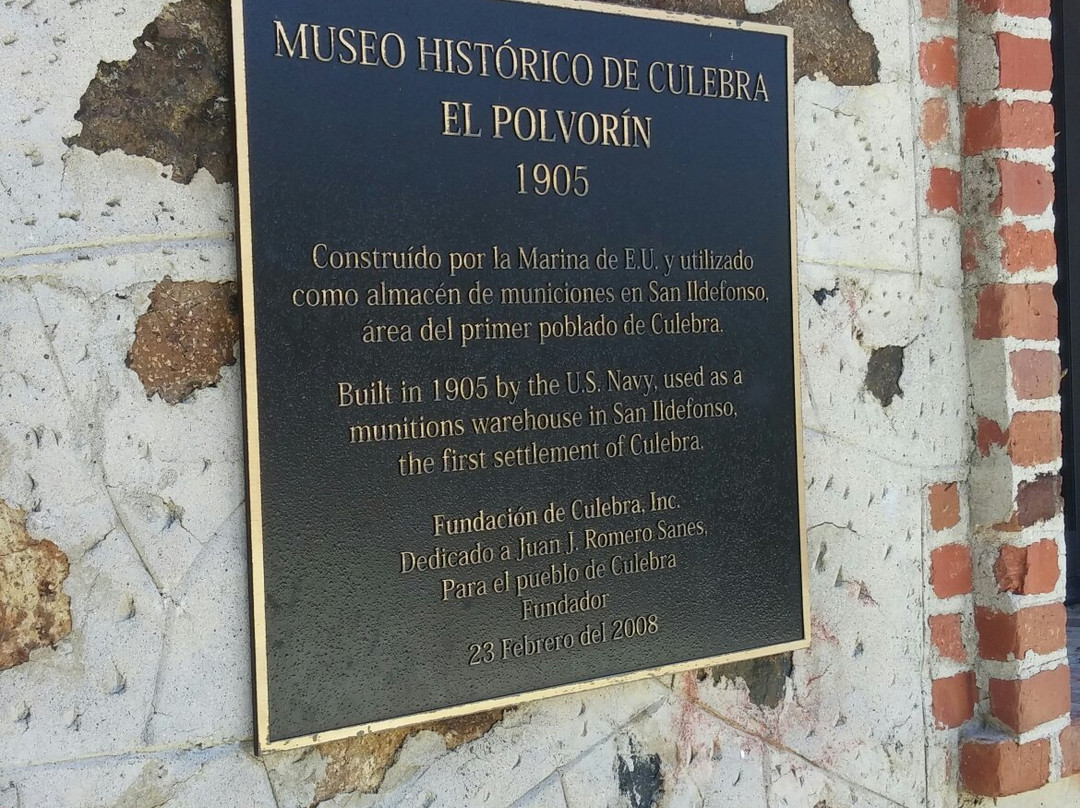 MUSEO HISTÓRICO DE CULEBRA
EL POLVORÍN
1905
Construído por la Marina de E.U. y utilizado
como almacén de municiones en San Ildefonso,
área del primer poblado de Culebra.
Built in 1905 by the U.S. Navy, used as a
munitions warehouse in San Ildefonso,
the first settlement of Culebra.
Fundación de Culebra, Inc.
Dedicado a Juan J. Romero Sanes,
Para el pueblo de Culebra
Fundador
23 Febrero del 2008